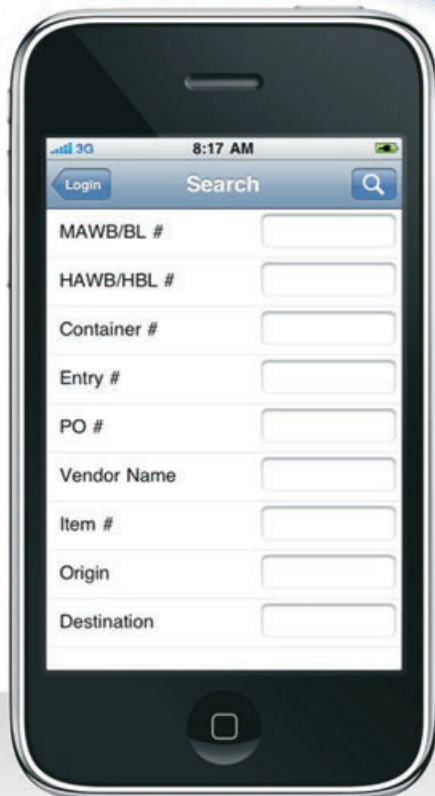 3G 8:17 AM
Login Search
MAWB/BL #
HAWB/HBL #
Container #
Entry #
PO #
Vendor Name
Item #
Origin
Destination